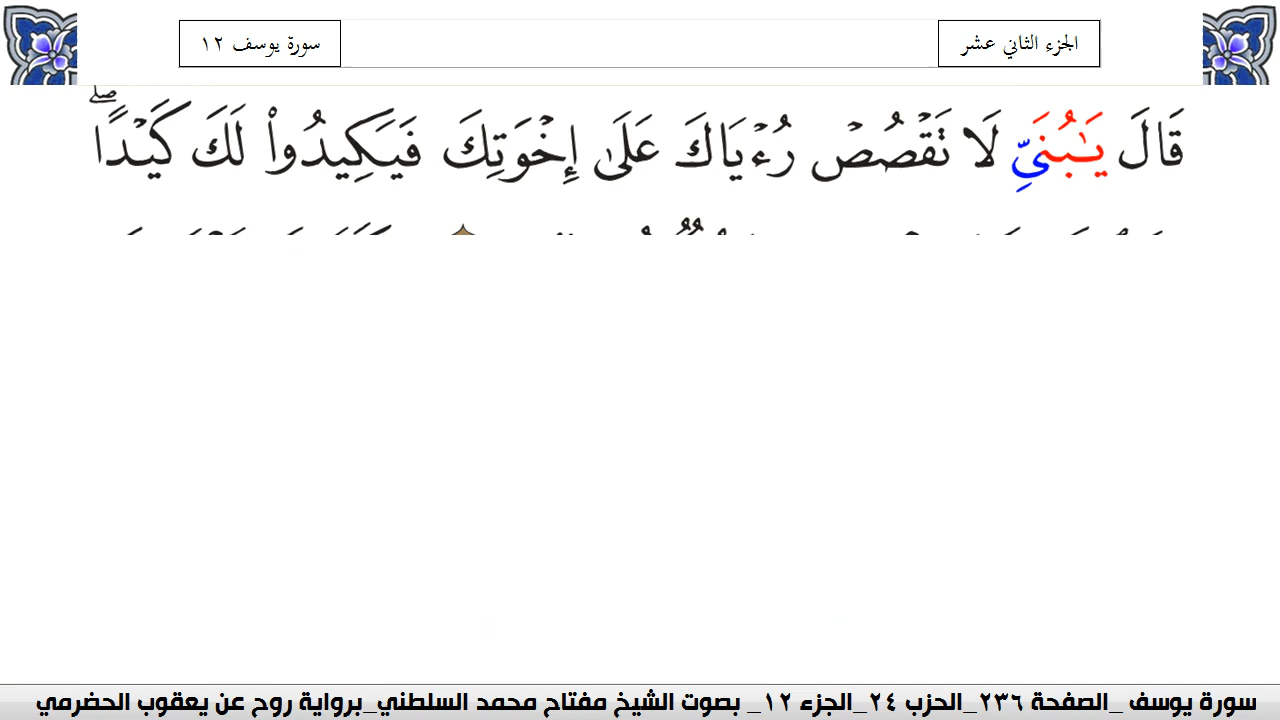 الجزء الثاني عشر
سورة يوسف ١٢
قَالَ يَٰبُنَيِّ لَا تَقۡصُصۡ رُءۡيَاكَ عَلَىٰ إِخۡوَتِكَ فَيَكِيدُواْ لَكَ كَيۡدًاۖ
سورة يوسف _الصفحة ٢٣٦_الحزب ٢٤_الجزء ١٢_ بصوت الشيخ مفتاح محمد السلطني_برواية روح عن يعقوب الحضرمي